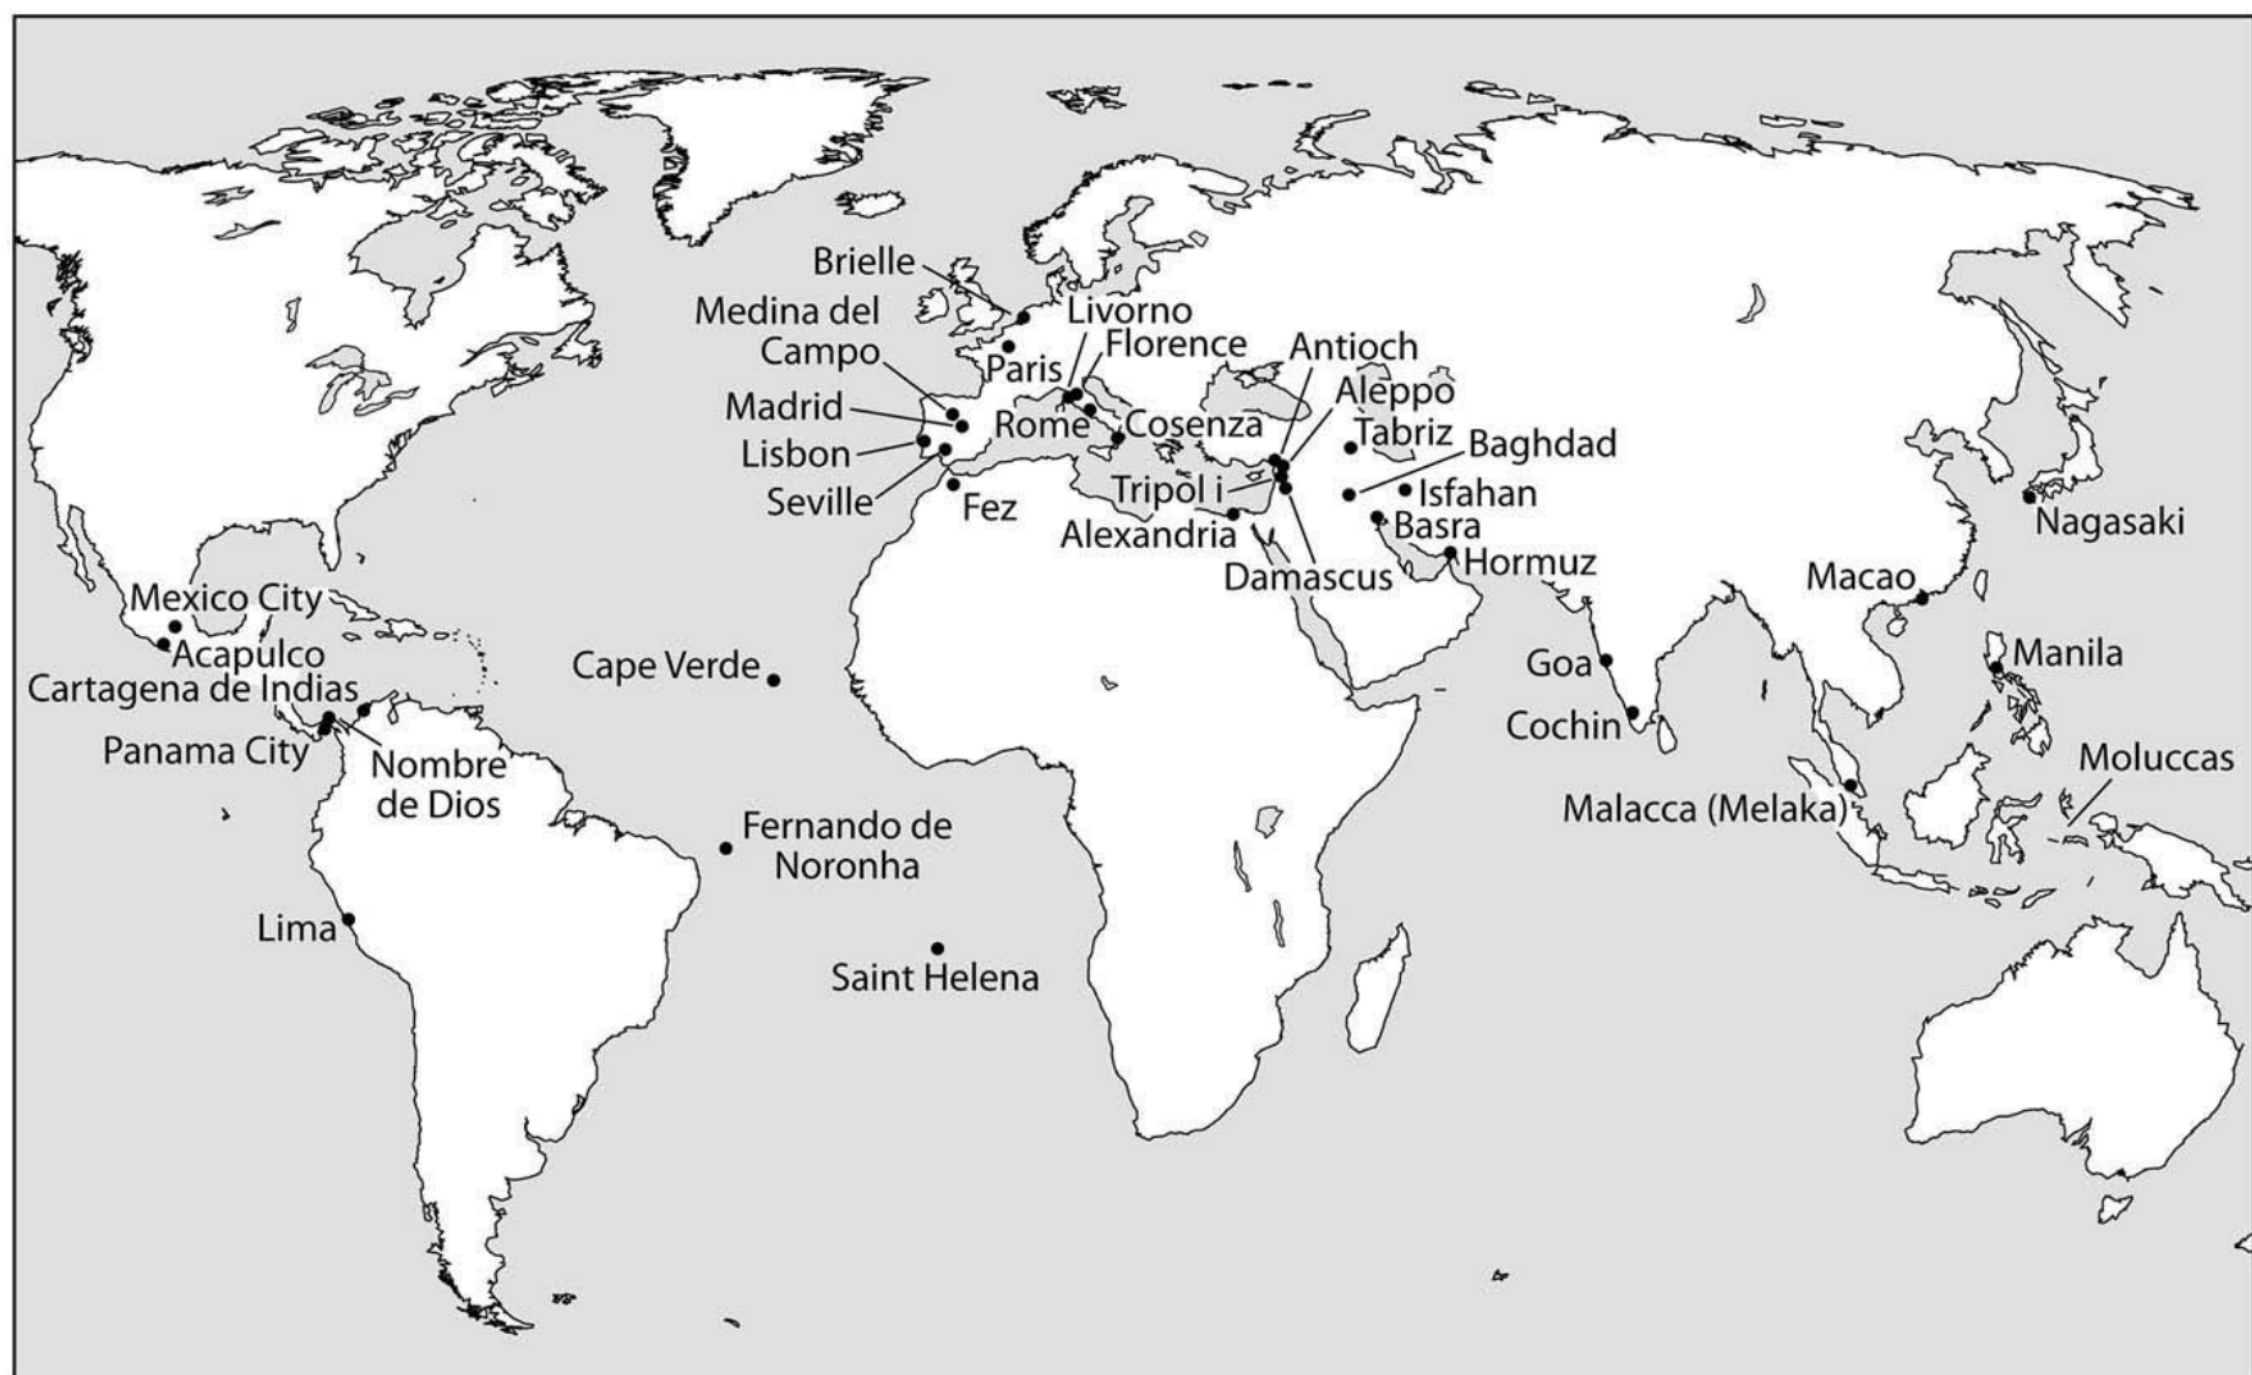 Brielle
Medina del
Campo
Livorno
Florence
Paris
Antioch
Madrid
Aleppo
Rome
Cosenza
Tabriz
Baghdad
Lisbon
Seville
Fez
Tripol i
Isfahan
Alexandria
Basra
Nagasaki
Damascus
Hormuz
Macao
Mexico City
Acapulco
Cape Verde
Goa
Manila
Cartagena de Indias
Cochin
Panama City
Nombre
de Dios
Moluccas
Malacca (Melaka)
Fernando de
Noronha
Lima
Saint Helena